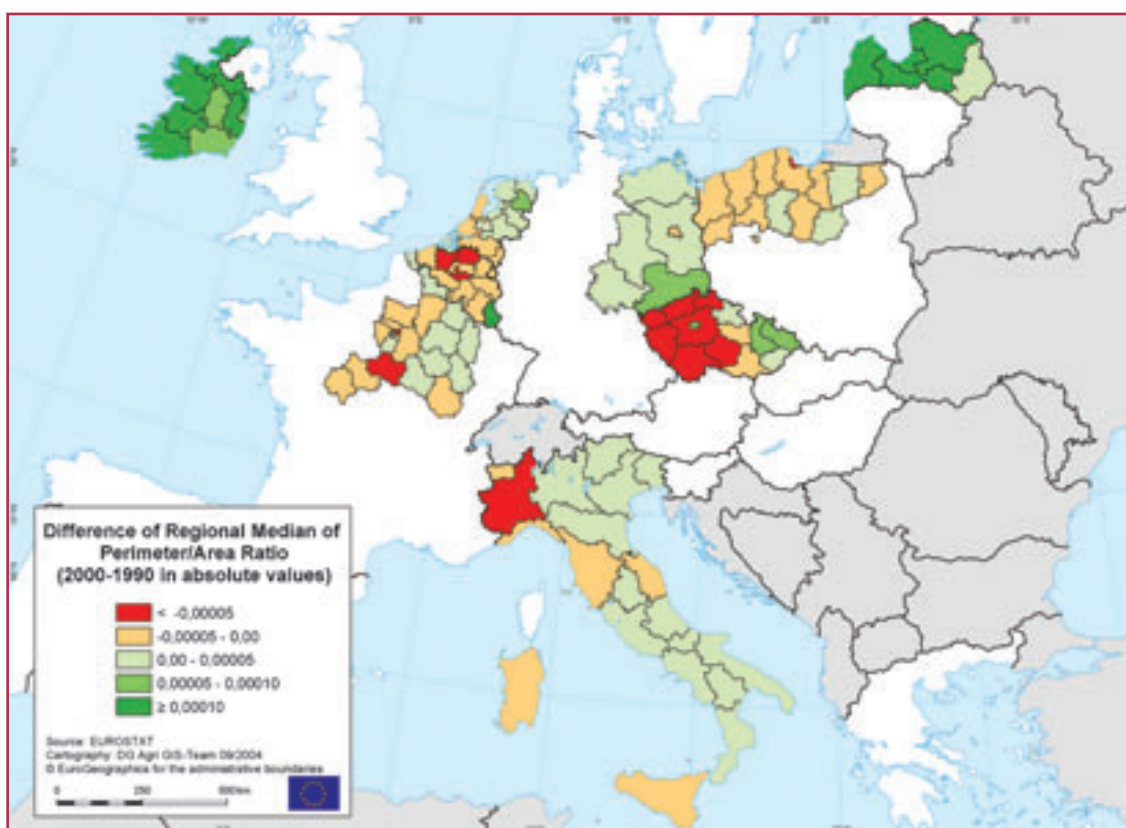 Difference of Regional Median of
Perimeter/Area Ratio
(2000-1990 in absolute values)
< -0,00005
-0,00005 - 0,00
0,00 - 0,00005
0,00005 - 0,00010
≥ 0,00010
Source: EUROSTAT
Cartography: DG Agri GIS-Team 09/2004
© EuroGeographics for the administrative boundaries
0 250 500 km